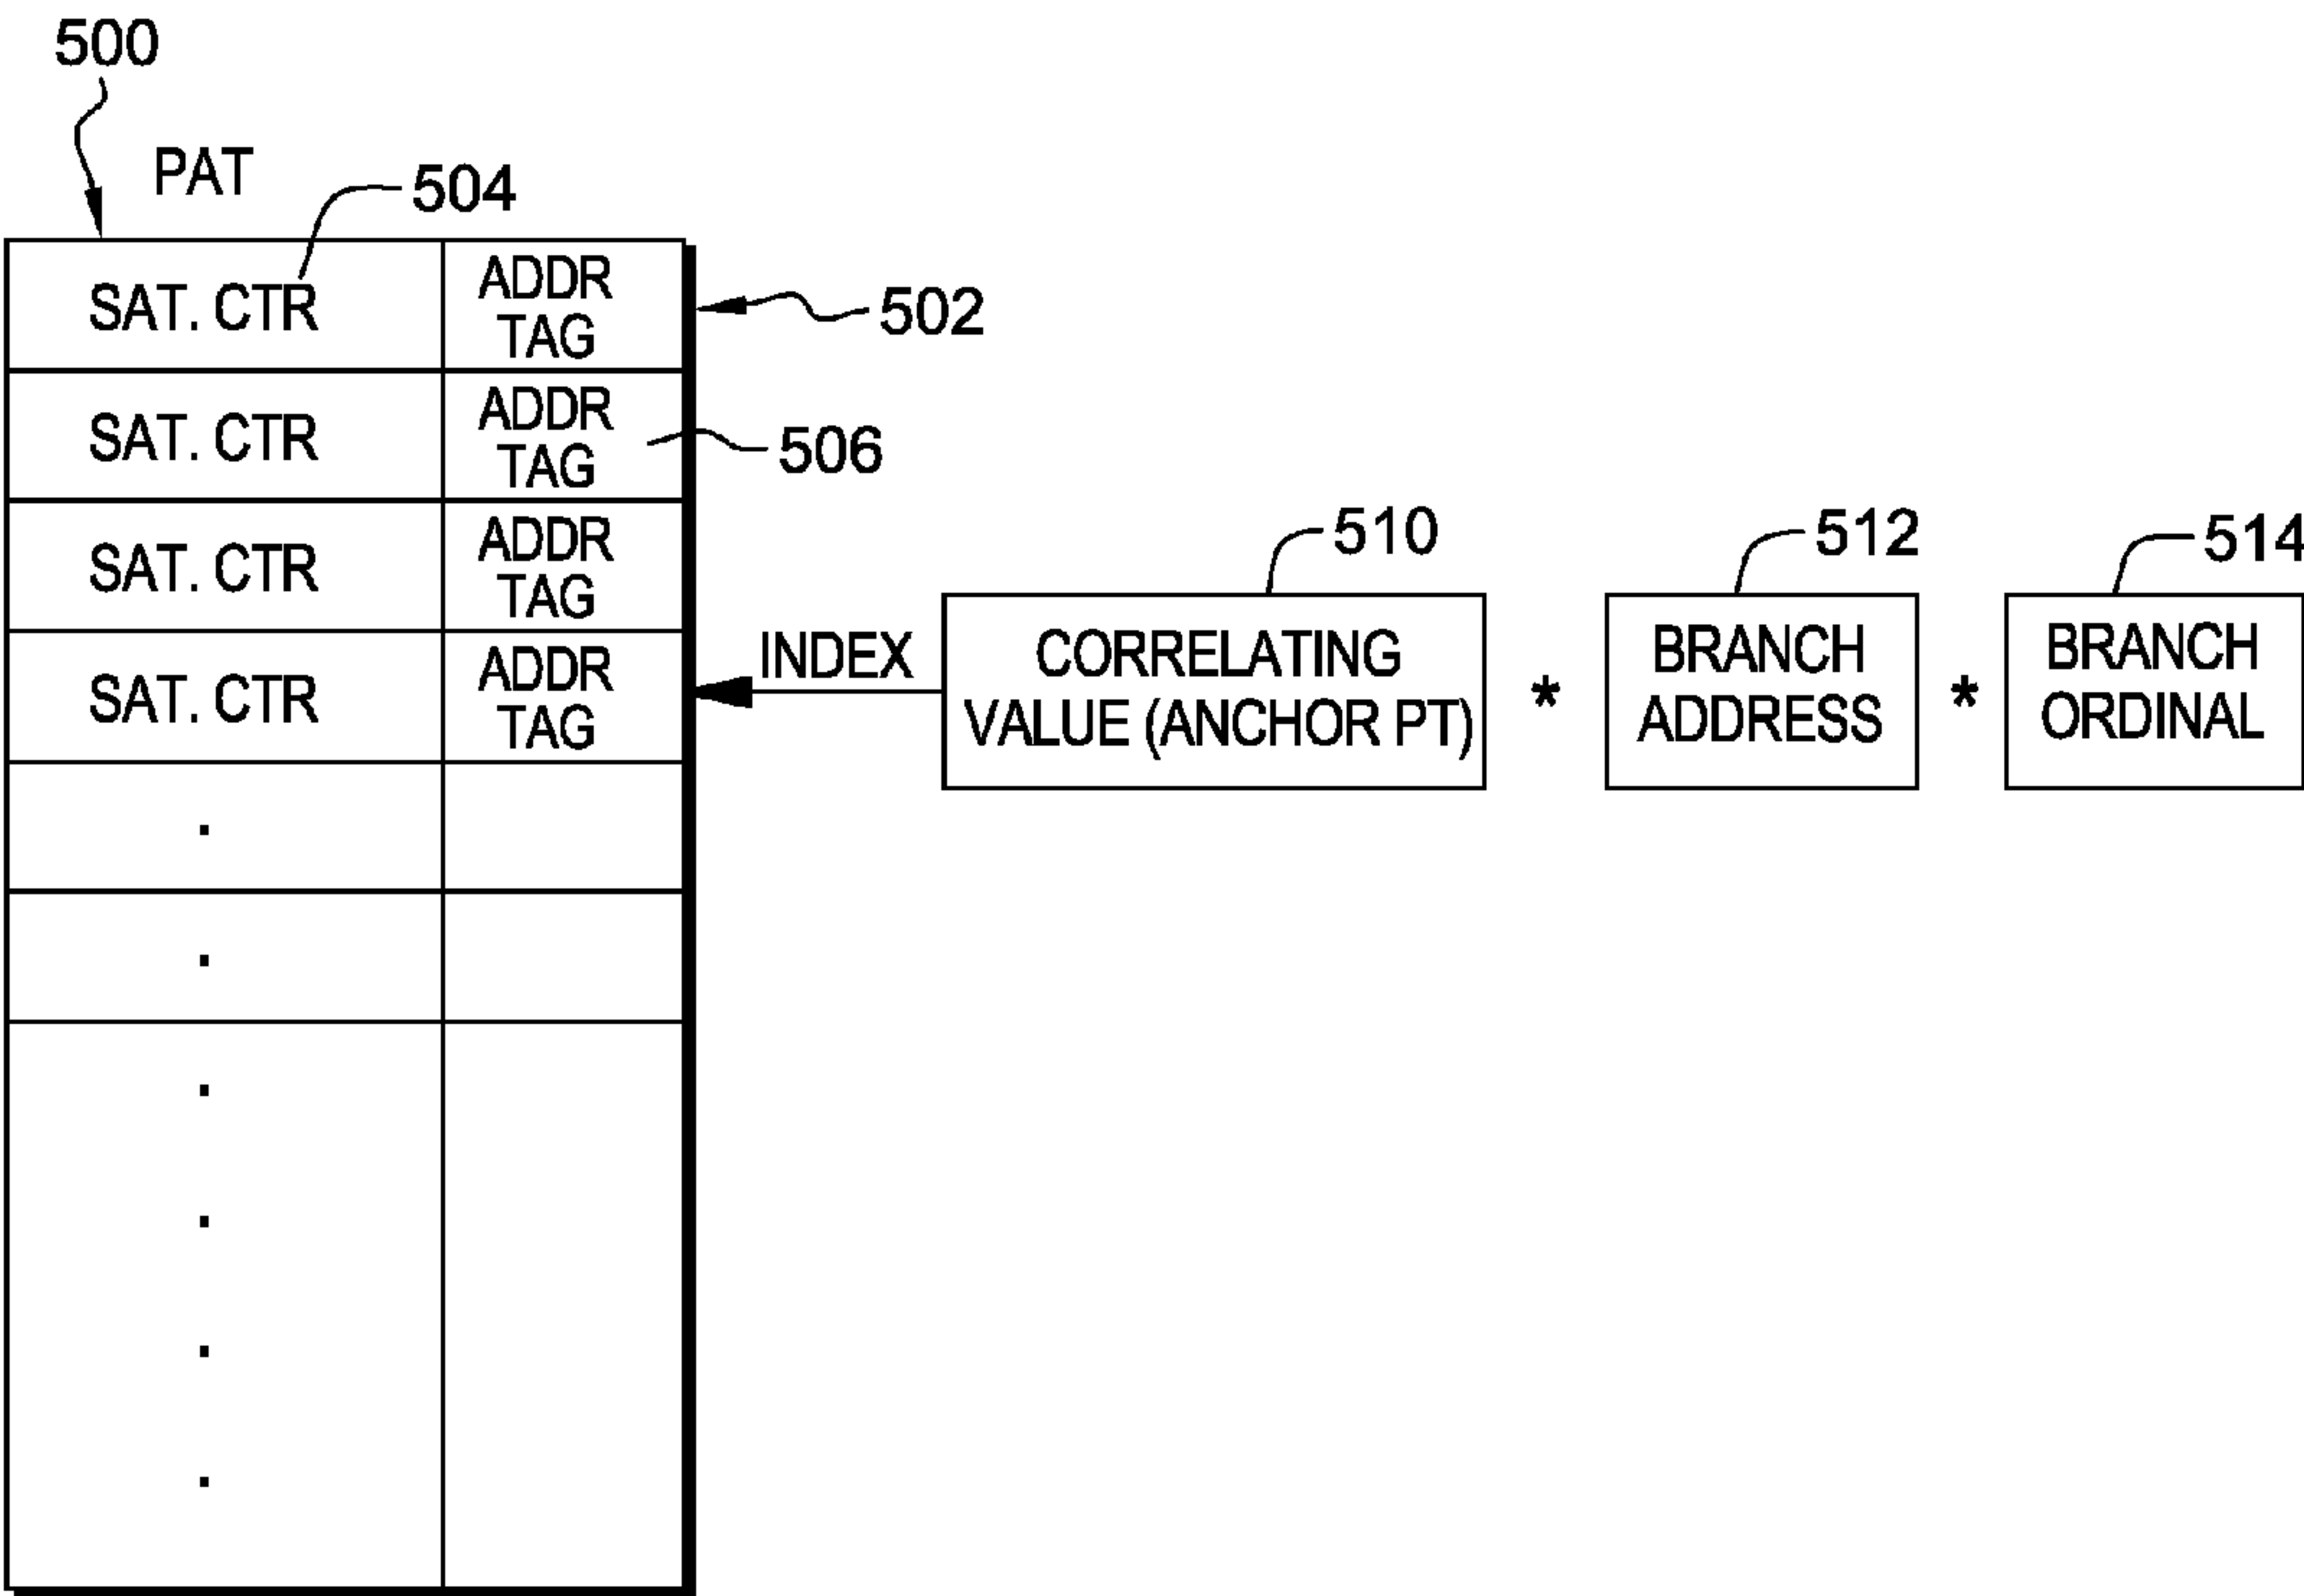 500
PAT
504
SAT. CTR
ADDR
TAG
502
SAT. CTR
ADDR
TAG
506
SAT. CTR
ADDR
TAG
SAT. CTR
ADDR
TAG
INDEX
510
CORRELATING
VALUE (ANCHOR PT)
*
512
BRANCH
ADDRESS
*
514
BRANCH
ORDINAL